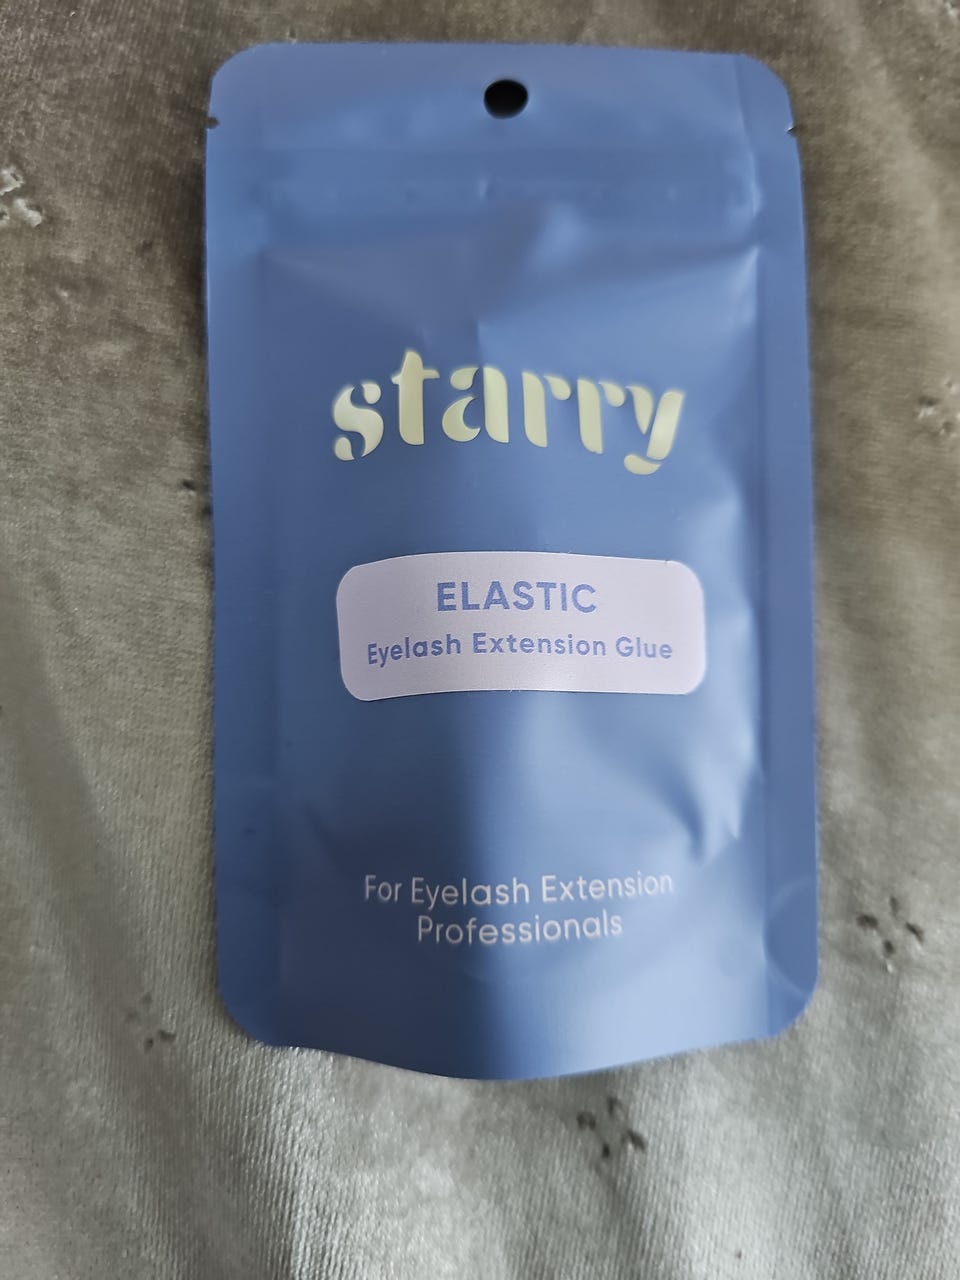 starry
ELASTIC
Eyelash Extension Glue
For Eyelash Extension
Professionals